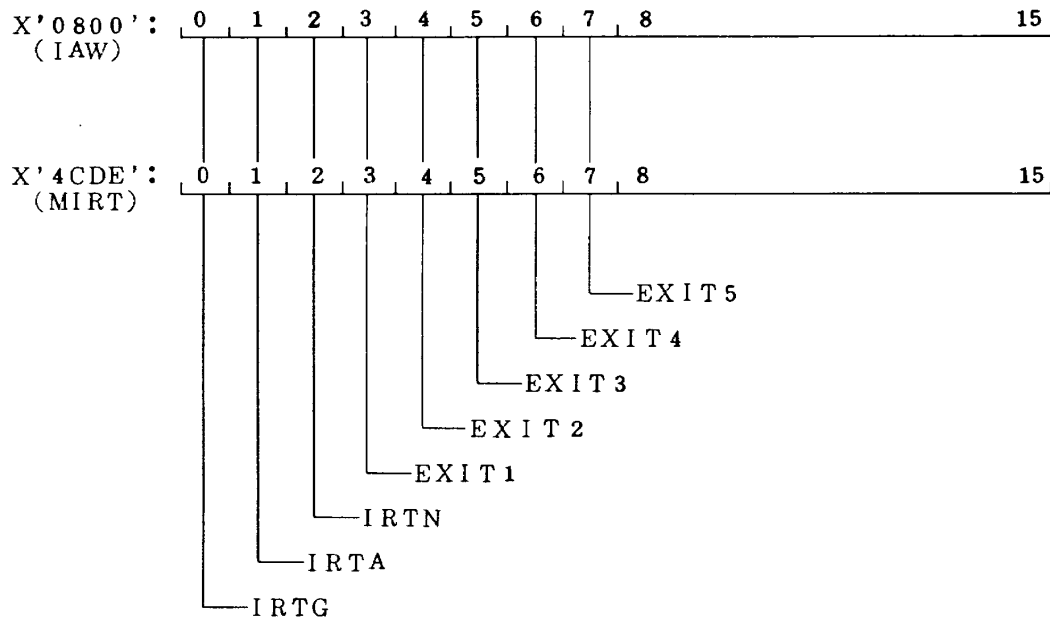 X'0800': 0 1 2 3 4 5 6 7 8 15
(IAW)
X'4CDE': 0 1 2 3 4 5 6 7 8 15
(MIRT)
EXIT5
EXIT4
EXIT3
EXIT2
EXIT1
IRTN
IRTA
IRTG